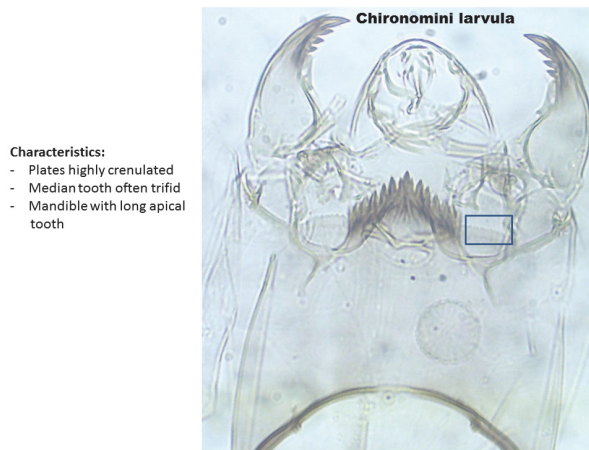 Chironomini larvula
Characteristics:
- Plates highly crenulated
- Median tooth often trifid
- Mandible with long apical
tooth